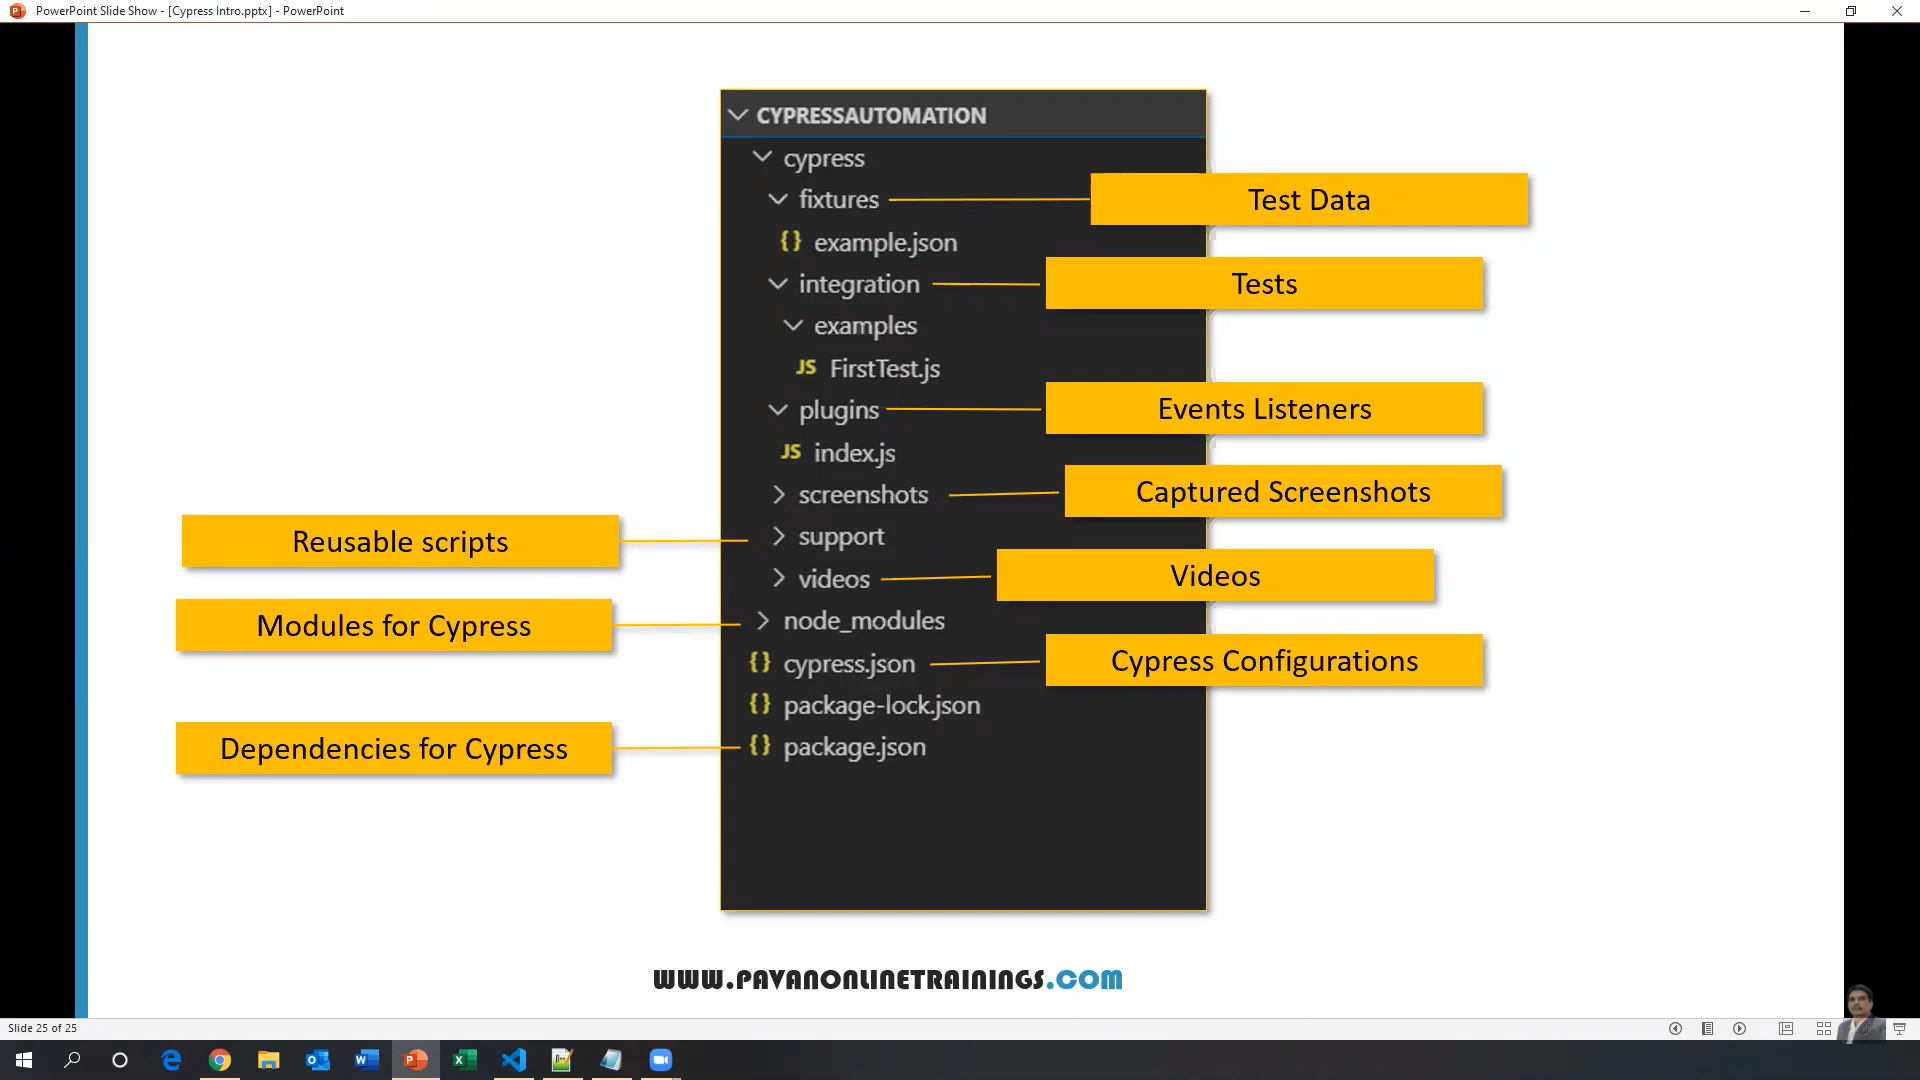 PowerPoint Slide Show - [Cypress Intro.pptx] - PowerPoint
CYPRESSAUTOMATION
cypress
fixtures
Test Data
{} example.json
integration
Tests
examples
JS FirstTest.js
plugins
Events Listeners
JS index.js
screenshots
Captured Screenshots
Reusable scripts
support
videos
Videos
Modules for Cypress
node_modules
{} cypress.json
Cypress Configurations
{} package-lock.json
Dependencies for Cypress
{} package.json
WWW.PAVANONLINETRAININGS.COM
Slide 25 of 25